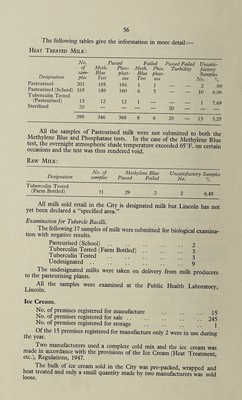 56
The following tables give the information in more detail:—
HEAT TREATED MILK:
No. of samples Passed Meth. Blue Test Passed Phosphatase Failed Meth. Blue Test Failed Phosphatase Passed Failed Turbidity Unsatisfactory Samples No. %
Designation
Pasteurised 201 185 196 1 1 — — 2 .99
Pasteurised (School) 165 149 160 6 5 — — 10 6.06
Tuberculin Tested
(Pasteurised) 13 12 12 1 — — — 1 7.69
Sterilised 20 — — — — 20 — — —
399 346 368 8 6 20 — 13 3.25
All the samples of Pasteurised milk were not submitted to both the
Methylene Blue and Phosphatase tests. In the case of the Methylene Blue
test, the overnight atmospheric shade temperature exceeded 65°F. on certain
occasions and the test was thus rendered void.
RAW MILK:
Designation No. of samples Methylene Blue Passed Failed Unsatisfactory Samples No. %
Tuberculin Tested
(Farm Bottled) 31 29 2 2 6.45
All milk sold retail in the City is designated milk but Lincoln has not
yet been declared a "specified area."
Examination for Tubercle Bacilli.
The following 17 samples of milk were submitted for biological examina-
tion with negative results.
Pasteurised (School) .. .. .. .. 2
Tuberculin Tested (Farm Bottled) .. .. .. 3
Tuberculin Tested .. .. .. .. 3
Undesignated .. .. .. .. .. 9
The undesignated milks were taken on delivery from milk producers
to the pasteurising plants.
All the samples were examined at the Public Health Laboratory,
Lincoln.
Ice Cream.
No. of premises registered for manufacture .. .. 15
No. of premises registered for sale .. .. .. 245
No. of premises registered for storage .. .. .. 1
Of the 15 premises registered for manufacture only 2 were in use during
the year.
Two manufacturers used a complete cold mix and the ice cream was
made in accordance with the provisions of the Ice Cream (Heat Treatment,
etc.), Regulations, 1947.
The bulk of ice cream sold in the City was pre-packed, wrapped and
heat treated and only a small quantity made by two manufacturers was sold
loose.